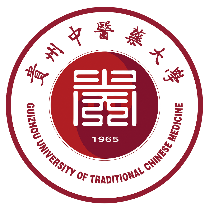 貴州中醫藥大學
1965
GUIZHOU UNIVERSITY OF TRADITIONAL CHINESE MEDICINE